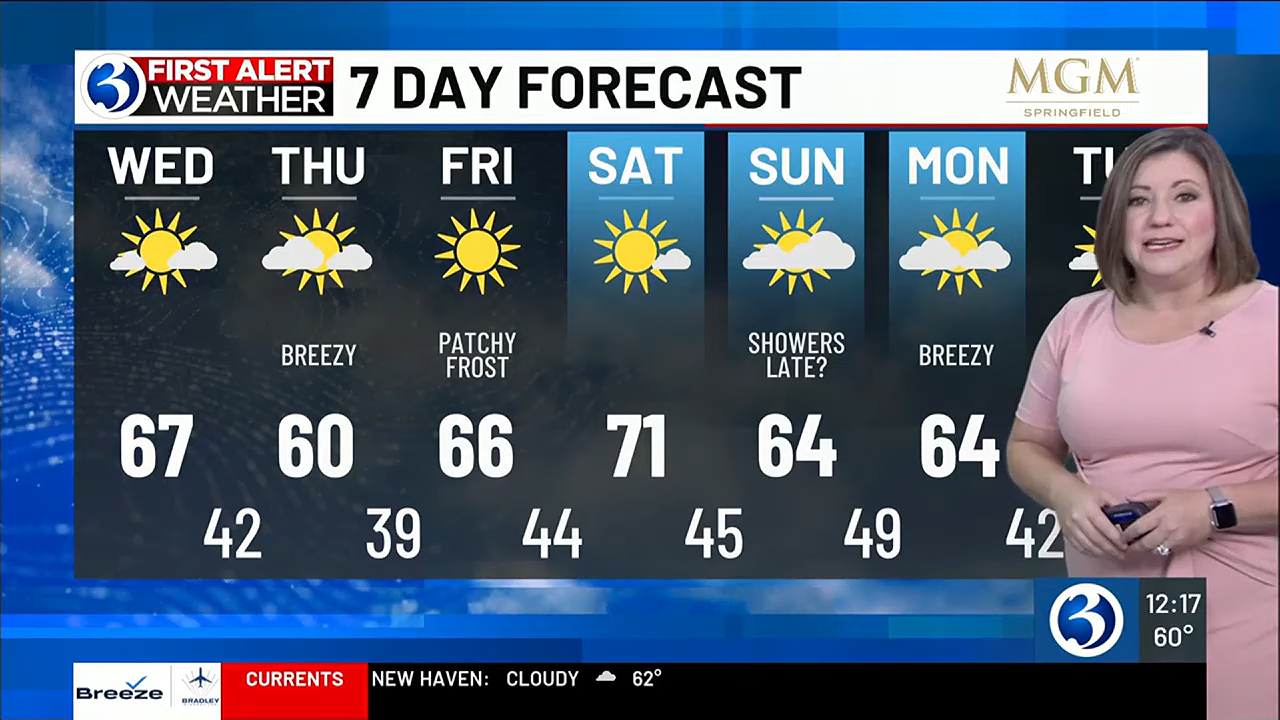 3 FIRST ALERT
WEATHER
7 DAY FORECAST
MGM
SPRINGFIELD
WED THU FRI SAT SUN MON TU
BREEZY
PATCHY
FROST
SHOWERS
LATE?
BREEZY
67 60 66 71 64 64
42 39 44 45 49 42
3
12:17
60°
Breeze
BRADLEY
CURRENTS
NEW HAVEN: CLOUDY 62°